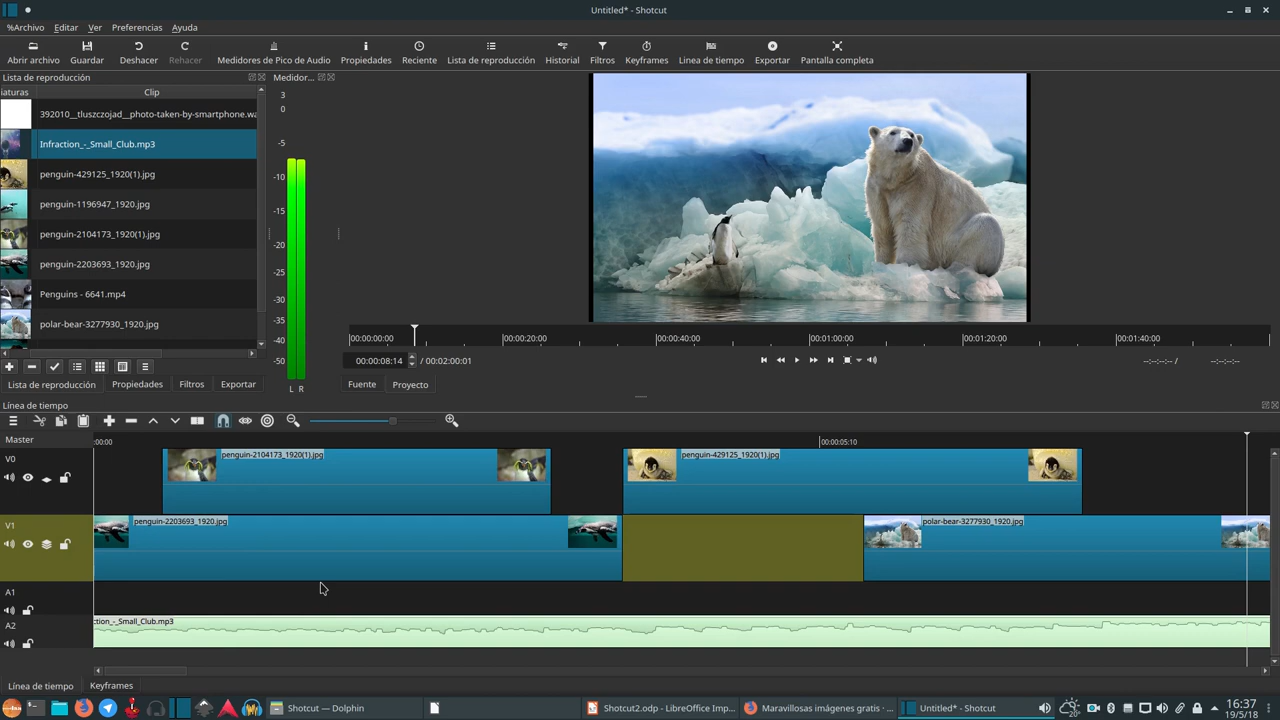 Untitled* - Shotcut
%Archivo Editar Ver Preferencias Ayuda
Abrir archivo Guardar Deshacer Rehacer Medidores de Pico de Audio Propiedades Reciente Lista de reproducción Historial Filtros Keyframes Linea de tiempo Exportar Pantalla completa
Lista de reproducción
Medidor...
iaturas Clip
392010__tluszczojad__photo-taken-by-smartphone.wa
Infraction_-_Small_Club.mp3
penguin-429125_1920(1).jpg
penguin-1196947_1920.jpg
penguin-2104173_1920(1).jpg
penguin-2203693_1920.jpg
Penguins - 6641.mp4
polar-bear-3277930_1920.jpg
3
0
-5
-10
-15
-20
-25
-30
-35
-40
-50
L R
00:00:00:00 00:00:20:00 00:00:40:00 00:01:00:00 00:01:20:00 00:01:40:00
00:00:08:14 / 00:02:00:01
--:--:--:-- / --:--:--:--
Lista de reproducción Propiedades Filtros Exportar
Fuente Proyecto
Línea de tiempo
Master
:00:00 00:00:05:10
V0
penguin-2104173_1920(1).jpg penguin-429125_1920(1).jpg
V1
penguin-2203693_1920.jpg polar-bear-3277930_1920.jpg
A1
A2
ction_-_Small_Club.mp3
Línea de tiempo Keyframes
Shotcut — Dolphin
Shotcut2.odp - LibreOffice Imp...
Maravillosas imágenes gratis · ...
Untitled* - Shotcut
20°
16:37
19/5/18